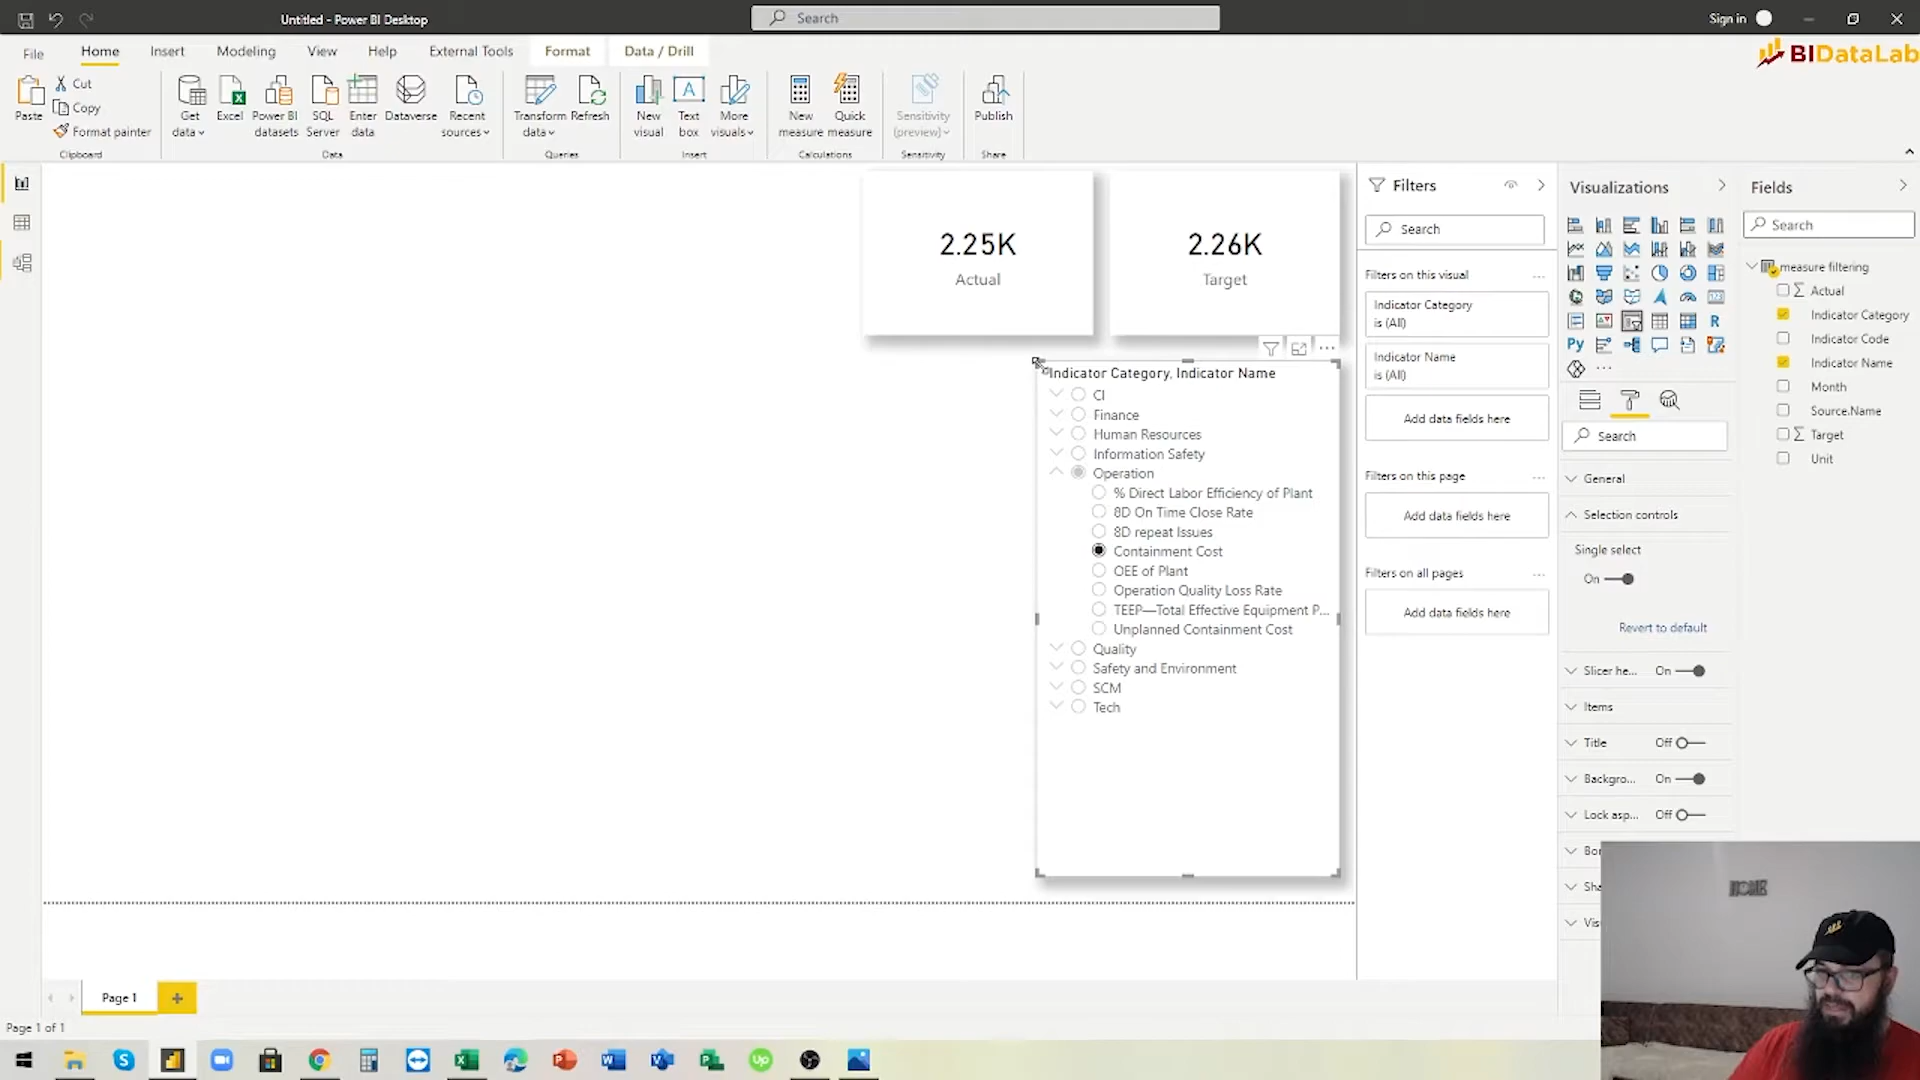 Untitled - Power BI Desktop
Search
Sign in
File
Home
Insert
Modeling
View
Help
External Tools
Format
Data / Drill
BIDataLab
Paste
Cut
Copy
Format painter
Clipboard
Get data
Excel
Power BI datasets
SQL Server
Enter data
Dataverse
Recent sources
Data
Transform data
Refresh
Queries
New visual
Text box
More visuals
Insert
New measure
Quick measure
Calculations
Sensitivity (preview)
Sensitivity
Publish
Share
2.25K
Actual
2.26K
Target
Indicator Category, Indicator Name
CI
Finance
Human Resources
Information Safety
Operation
% Direct Labor Efficiency of Plant
8D On Time Close Rate
8D repeat Issues
Containment Cost
OEE of Plant
Operation Quality Loss Rate
TEEP—Total Effective Equipment P...
Unplanned Containment Cost
Quality
Safety and Environment
SCM
Tech
Filters
Search
Filters on this visual
Indicator Category
is (All)
Indicator Name
is (All)
Add data fields here
Filters on this page
Add data fields here
Filters on all pages
Add data fields here
Visualizations
R
Py
Search
General
Selection controls
Single select
On
Revert to default
Slicer he...
On
Items
Title
Off
Backgro...
On
Lock asp...
Off
Bor
Sha
Vis
Fields
Search
measure filtering
Actual
Indicator Category
Indicator Code
Indicator Name
Month
Source.Name
Target
Unit
HOME
Page 1
Page 1 of 1